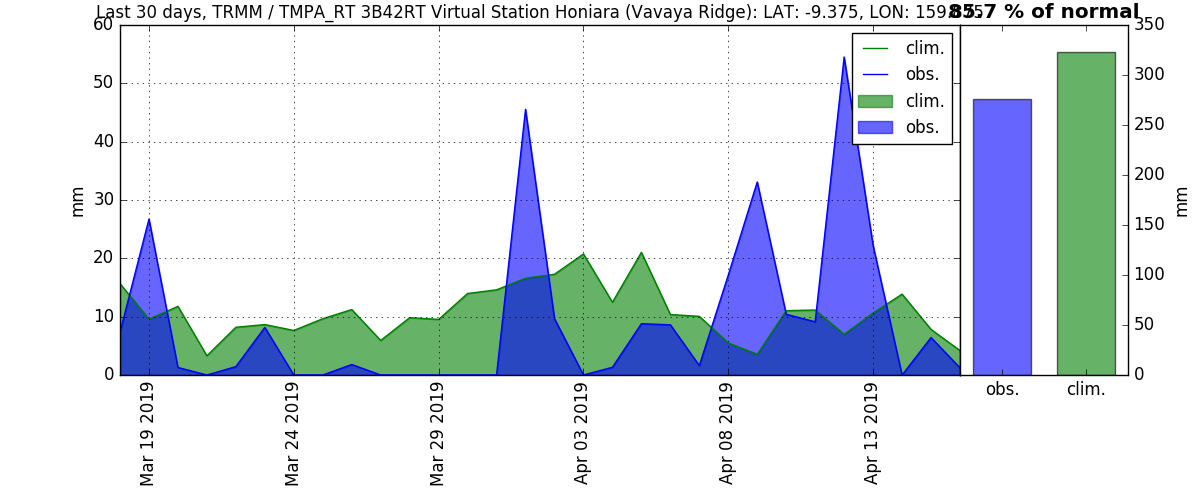 Last 30 days, TRMM / TMPA_RT 3B42RT Virtual Station Honiara (Vavaya Ridge): LAT: -9.375, LON: 159
85.7 % of normal
60
50
40
30
20
10
0
mm
clim.
obs.
clim.
obs.
Mar 19 2019
Mar 24 2019
Mar 29 2019
Apr 03 2019
Apr 08 2019
Apr 13 2019
350
300
250
200
150
100
50
0
mm
obs.
clim.